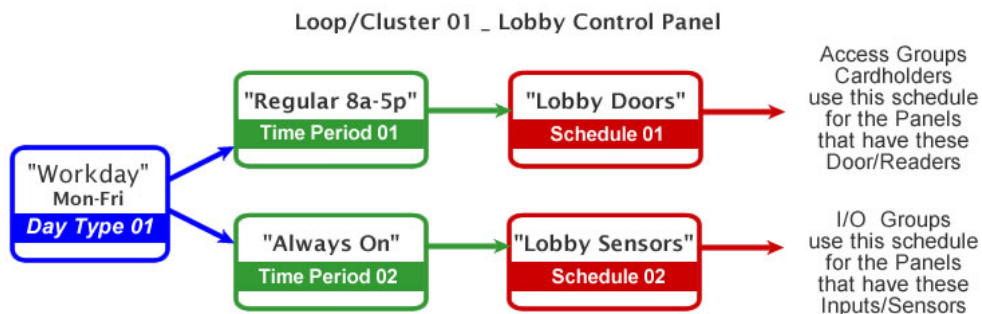 Loop/Cluster 01 _ Lobby Control Panel
"Workday"
Mon-Fri
Day Type 01
"Regular 8a-5p"
Time Period 01
"Lobby Doors"
Schedule 01
Access Groups
Cardholders
use this schedule
for the Panels
that have these
Door/Readers
"Always On"
Time Period 02
"Lobby Sensors"
Schedule 02
I/O Groups
use this schedule
for the Panels
that have these
Inputs/Sensors